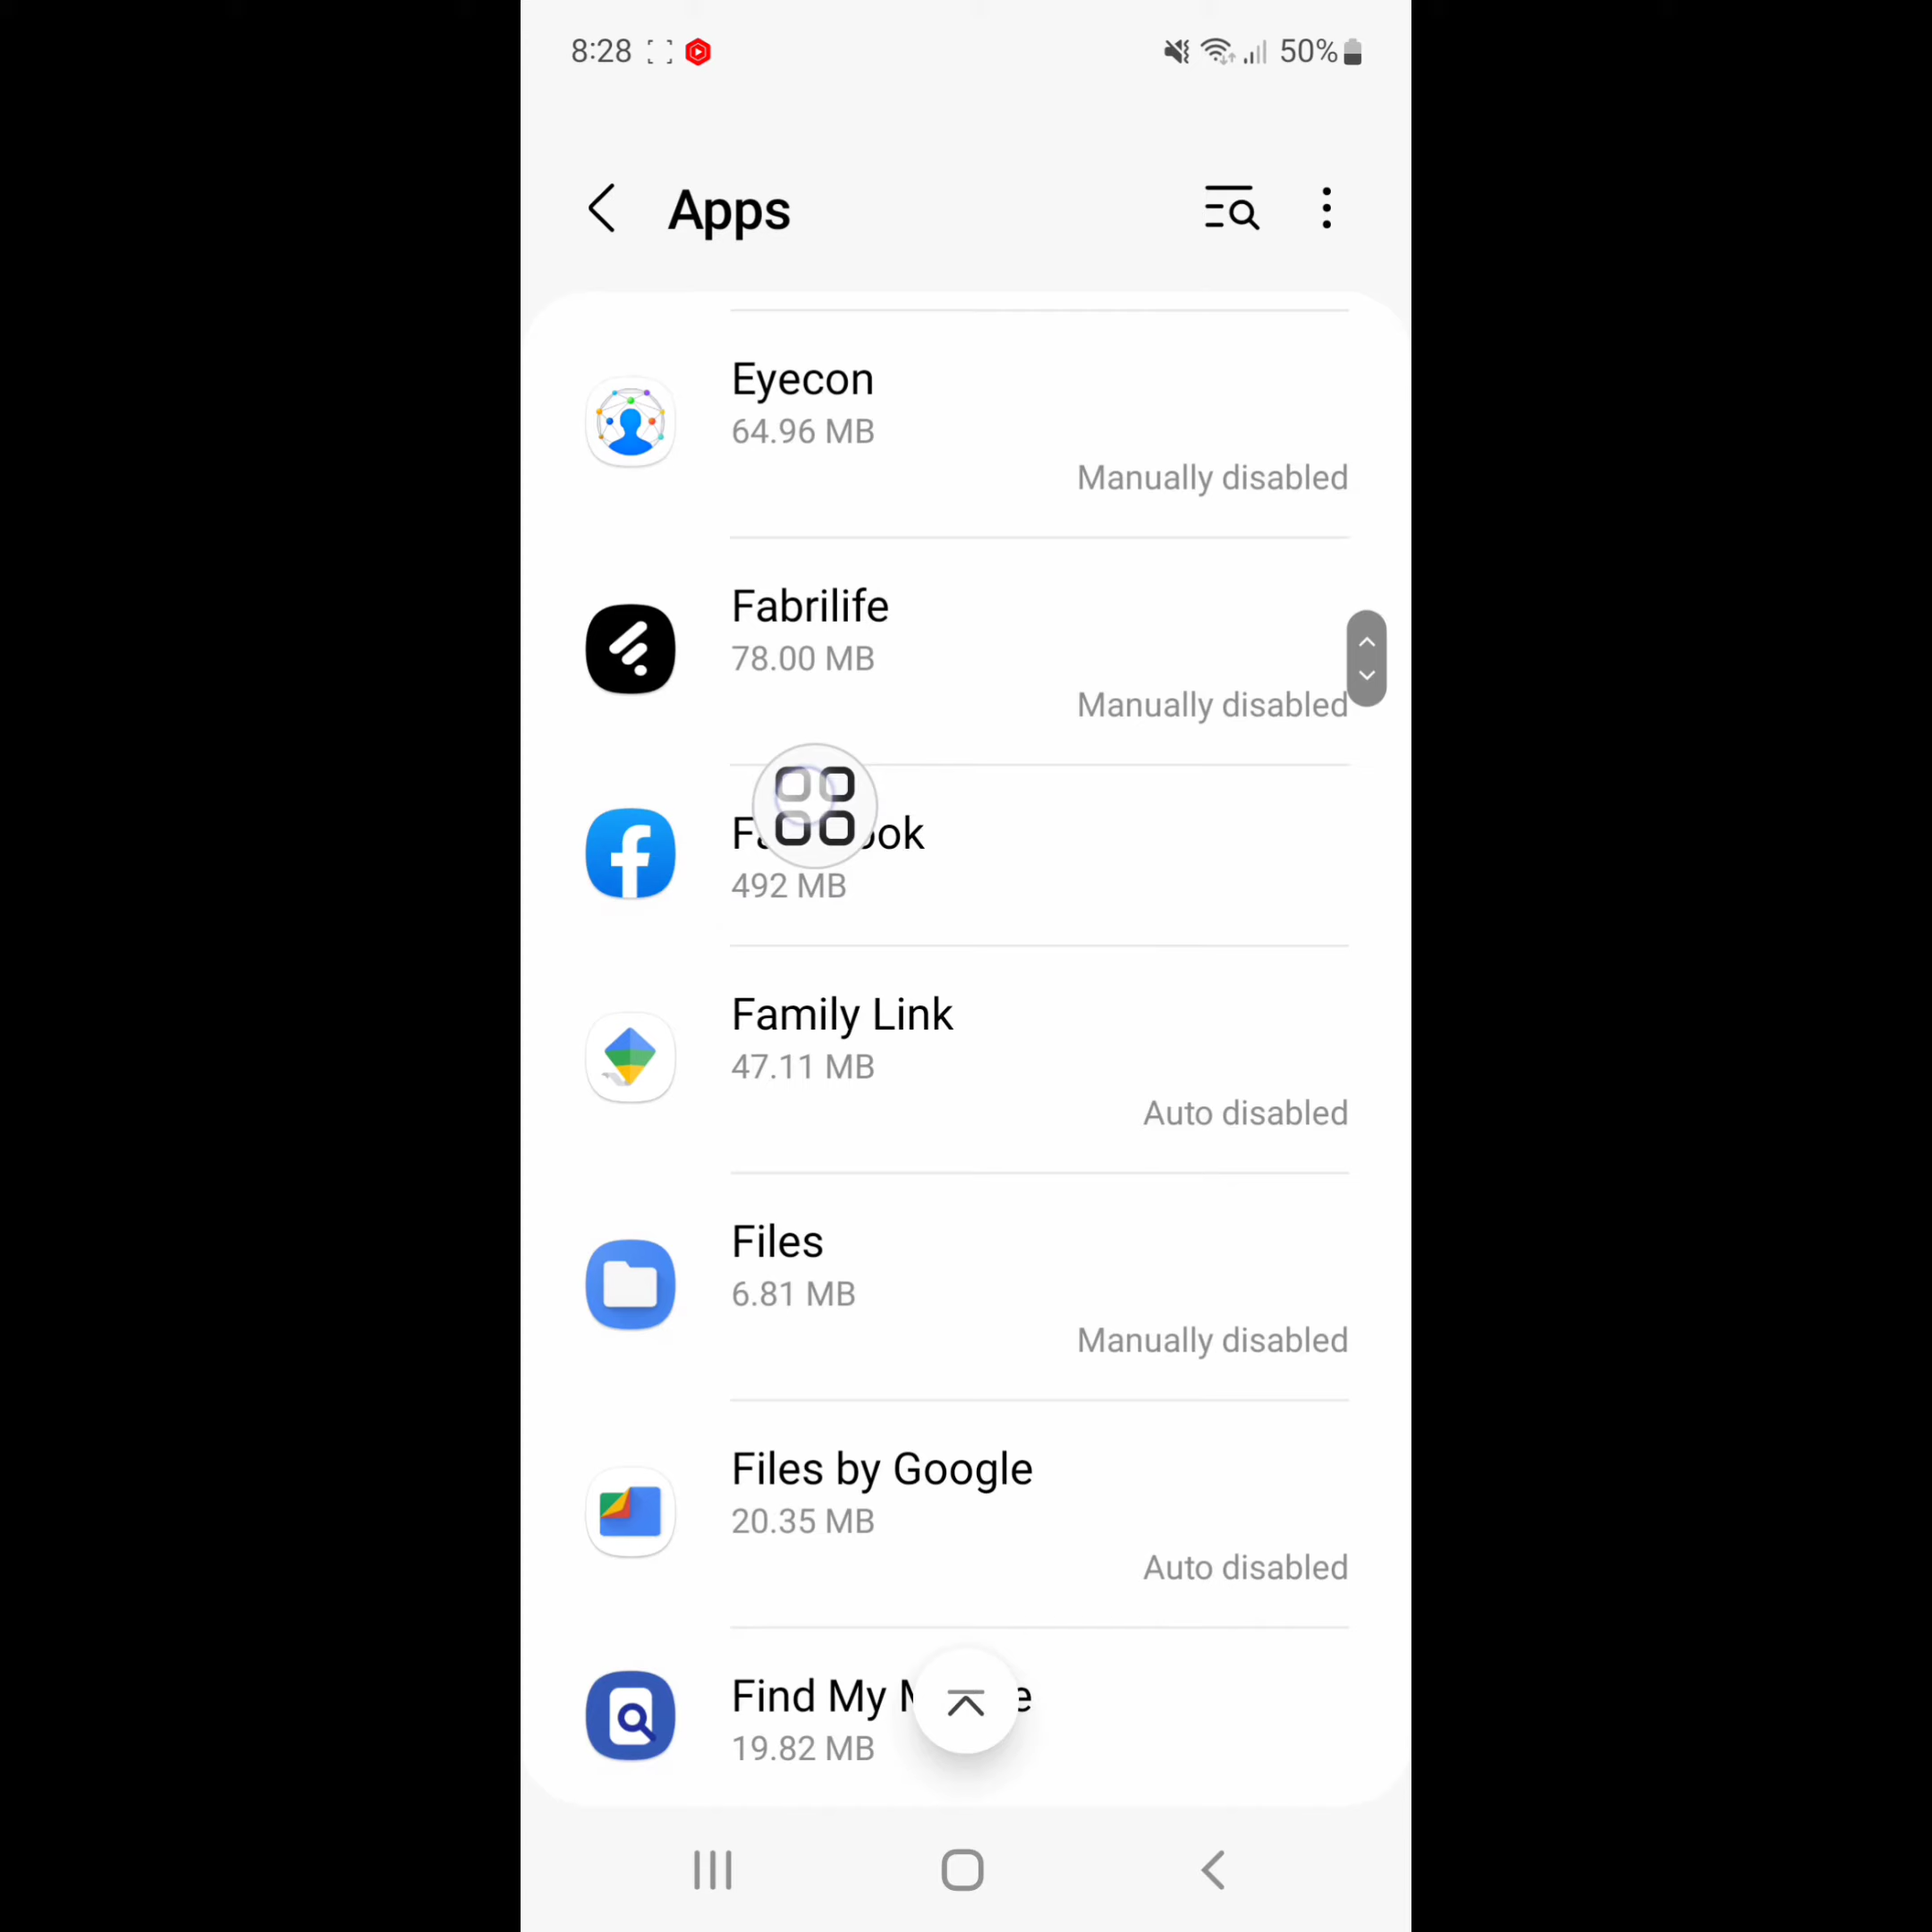 8:28
50%
Apps
Eyecon
64.96 MB
Manually disabled
Fabrilife
78.00 MB
Manually disabled
492 MB
Family Link
47.11 MB
Auto disabled
Files
6.81 MB
Manually disabled
Files by Google
20.35 MB
Auto disabled
Find My
19.82 MB